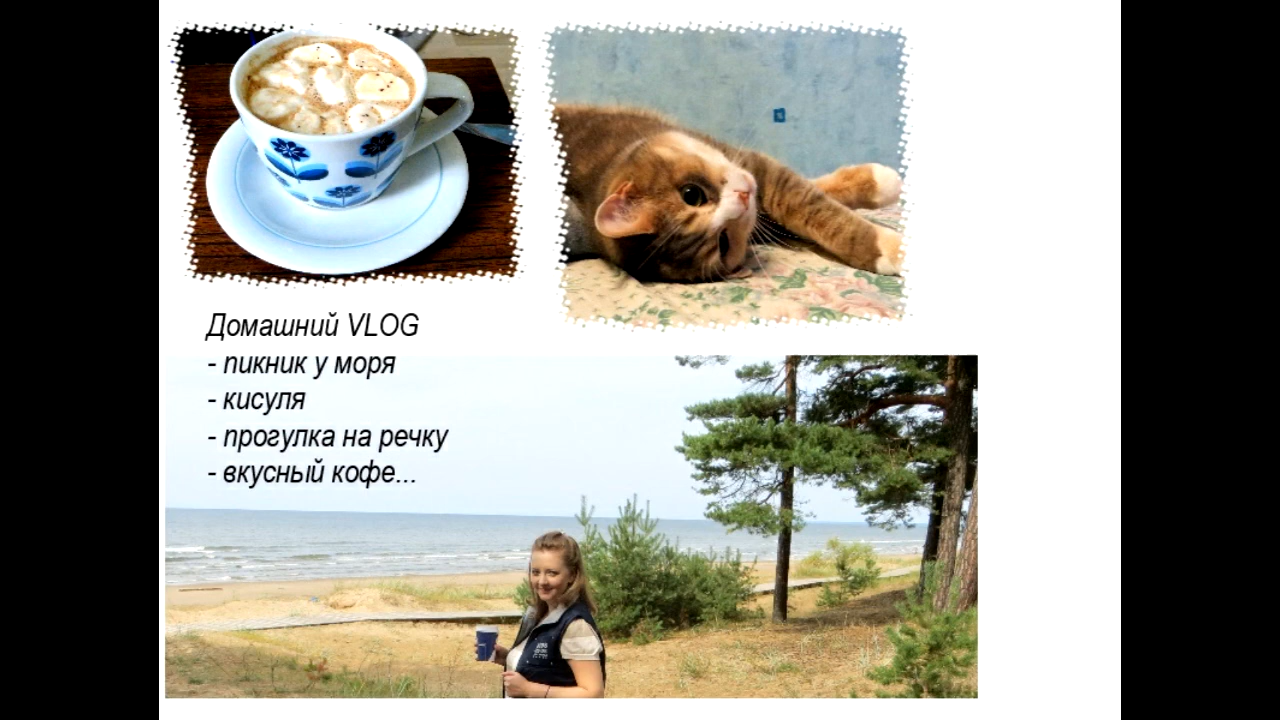 Домашний VLOG
- пикник у моря
- кисуля
- прогулка на речку
- вкусный кофе...